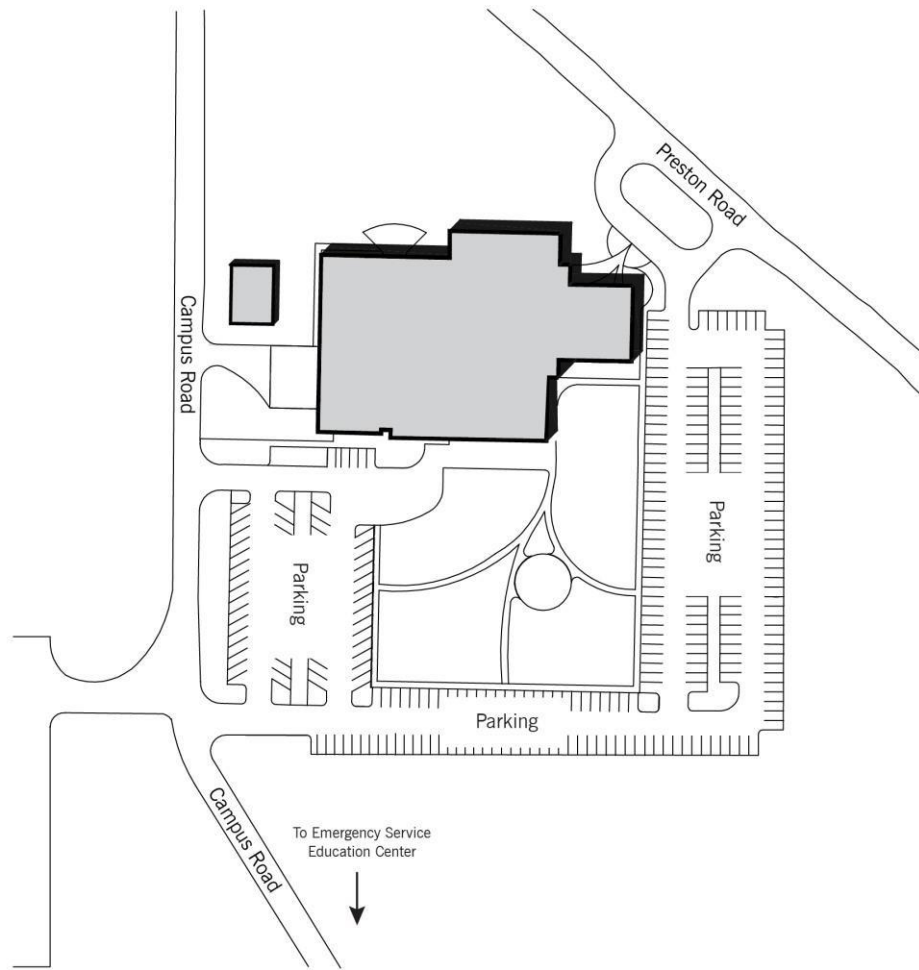 Preston Road
Campus Road
Parking
Parking
Parking
Campus Road
To Emergency Service
Education Center